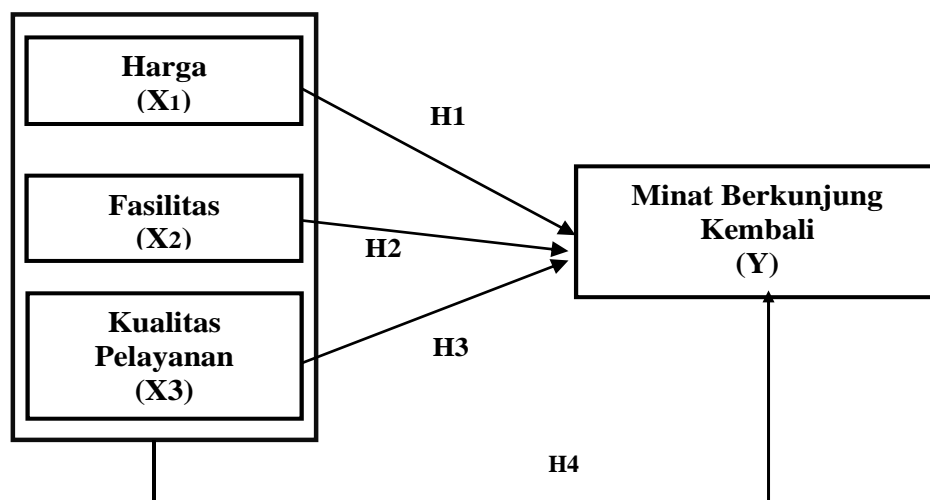 Harga
(X1)
H1
Fasilitas
(X2)
H2
Minat Berkunjung
Kembali
(Y)
Kualitas
Pelayanan
(X3)
H3
H4